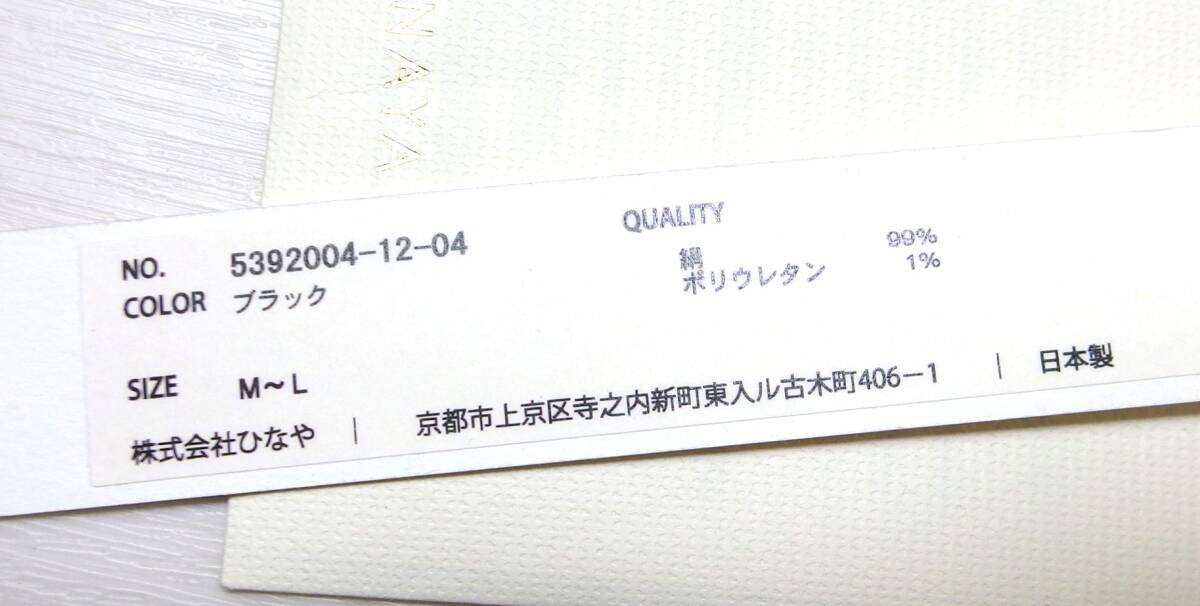 NAYA
NO. 5392004-12-04
COLOR ブラック
SIZE M～L
QUALITY
絹 99%
ポリウレタン 1%
株式会社ひなや | 京都市上京区寺之内新町東入ル古木町406－1 | 日本製